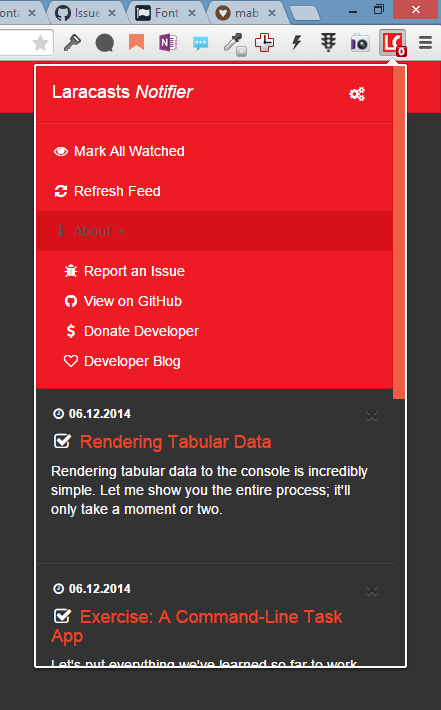 Issue
Font
mab
LC
0
Laracasts Notifier
Mark All Watched
Refresh Feed
About
Report an Issue
View on GitHub
$ Donate Developer
Developer Blog
06.12.2014
Rendering Tabular Data
Rendering tabular data to the console is incredibly
simple. Let me show you the entire process; it'll
only take a moment or two.
06.12.2014
Exercise: A Command-Line Task
App
Let's put everything we've learned so far to work